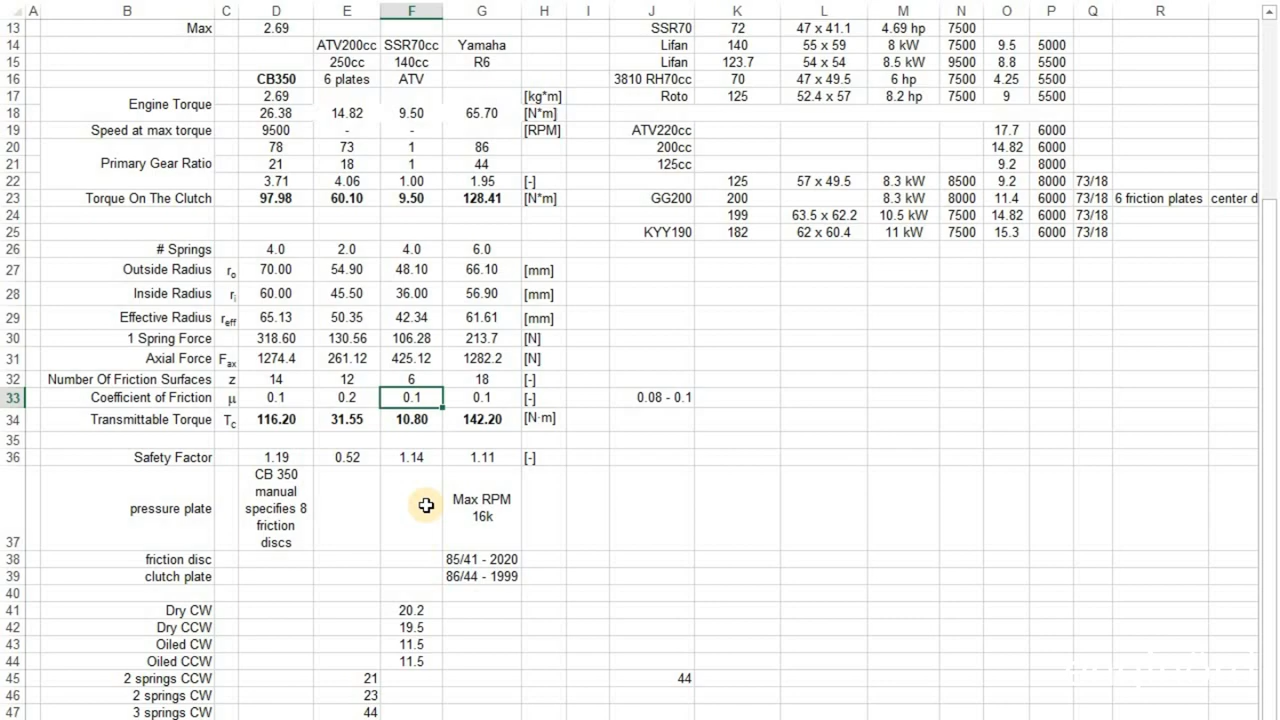 A B C D E F G H I J K L M N O P Q R
13 Max 2.69 SSR70 72 47 x 41.1 4.69 hp 7500
14 ATV200cc SSR70cc Yamaha Lifan 140 55 x 59 8 kW 7500 9.5 5000
15 250cc 140cc R6 Lifan 123.7 54 x 54 8.5 kW 9500 8.8 5500
16 CB350 6 plates ATV 3810 RH70cc 70 47 x 49.5 6 hp 7500 4.25 5500
17 Engine Torque 2.69 [kg*m] Roto 125 52.4 x 57 8.2 hp 7500 9 5500
18 26.38 14.82 9.50 65.70 [N*m]
19 Speed at max torque 9500 - - [RPM] ATV220cc 17.7 6000
20 78 73 1 86 200cc 14.82 6000
21 Primary Gear Ratio 21 18 1 44 125cc 9.2 8000
22 3.71 4.06 1.00 1.95 [-] 125 57 x 49.5 8.3 kW 8500 9.2 8000 73/18
23 Torque On The Clutch 97.98 60.10 9.50 128.41 [N*m] GG200 200 8.3 kW 8000 11.4 6000 73/18 6 friction plates center d
24 199 63.5 x 62.2 10.5 kW 7500 14.82 6000 73/18
25 KYY190 182 62 x 60.4 11 kW 7500 15.3 6000 73/18
26 # Springs 4.0 2.0 4.0 6.0
27 Outside Radius ro 70.00 54.90 48.10 66.10 [mm]
28 Inside Radius ri 60.00 45.50 36.00 56.90 [mm]
29 Effective Radius reff 65.13 50.35 42.34 61.61 [mm]
30 1 Spring Force 318.60 130.56 106.28 213.7 [N]
31 Axial Force Fax 1274.4 261.12 425.12 1282.2 [N]
32 Number Of Friction Surfaces z 14 12 6 18 [-]
33 Coefficient of Friction μ 0.1 0.2 0.1 0.1 [-] 0.08 - 0.1
34 Transmittable Torque Tc 116.20 31.55 10.80 142.20 [N·m]
35
36 Safety Factor 1.19 0.52 1.14 1.11 [-]
37 pressure plate CB 350 manual specifies 8 friction discs Max RPM 16k
38 friction disc 85/41 - 2020
39 clutch plate 86/44 - 1999
40
41 Dry CW 20.2
42 Dry CCW 19.5
43 Oiled CW 11.5
44 Oiled CCW 11.5
45 2 springs CCW 21 44
46 2 springs CW 23
47 3 springs CW 44